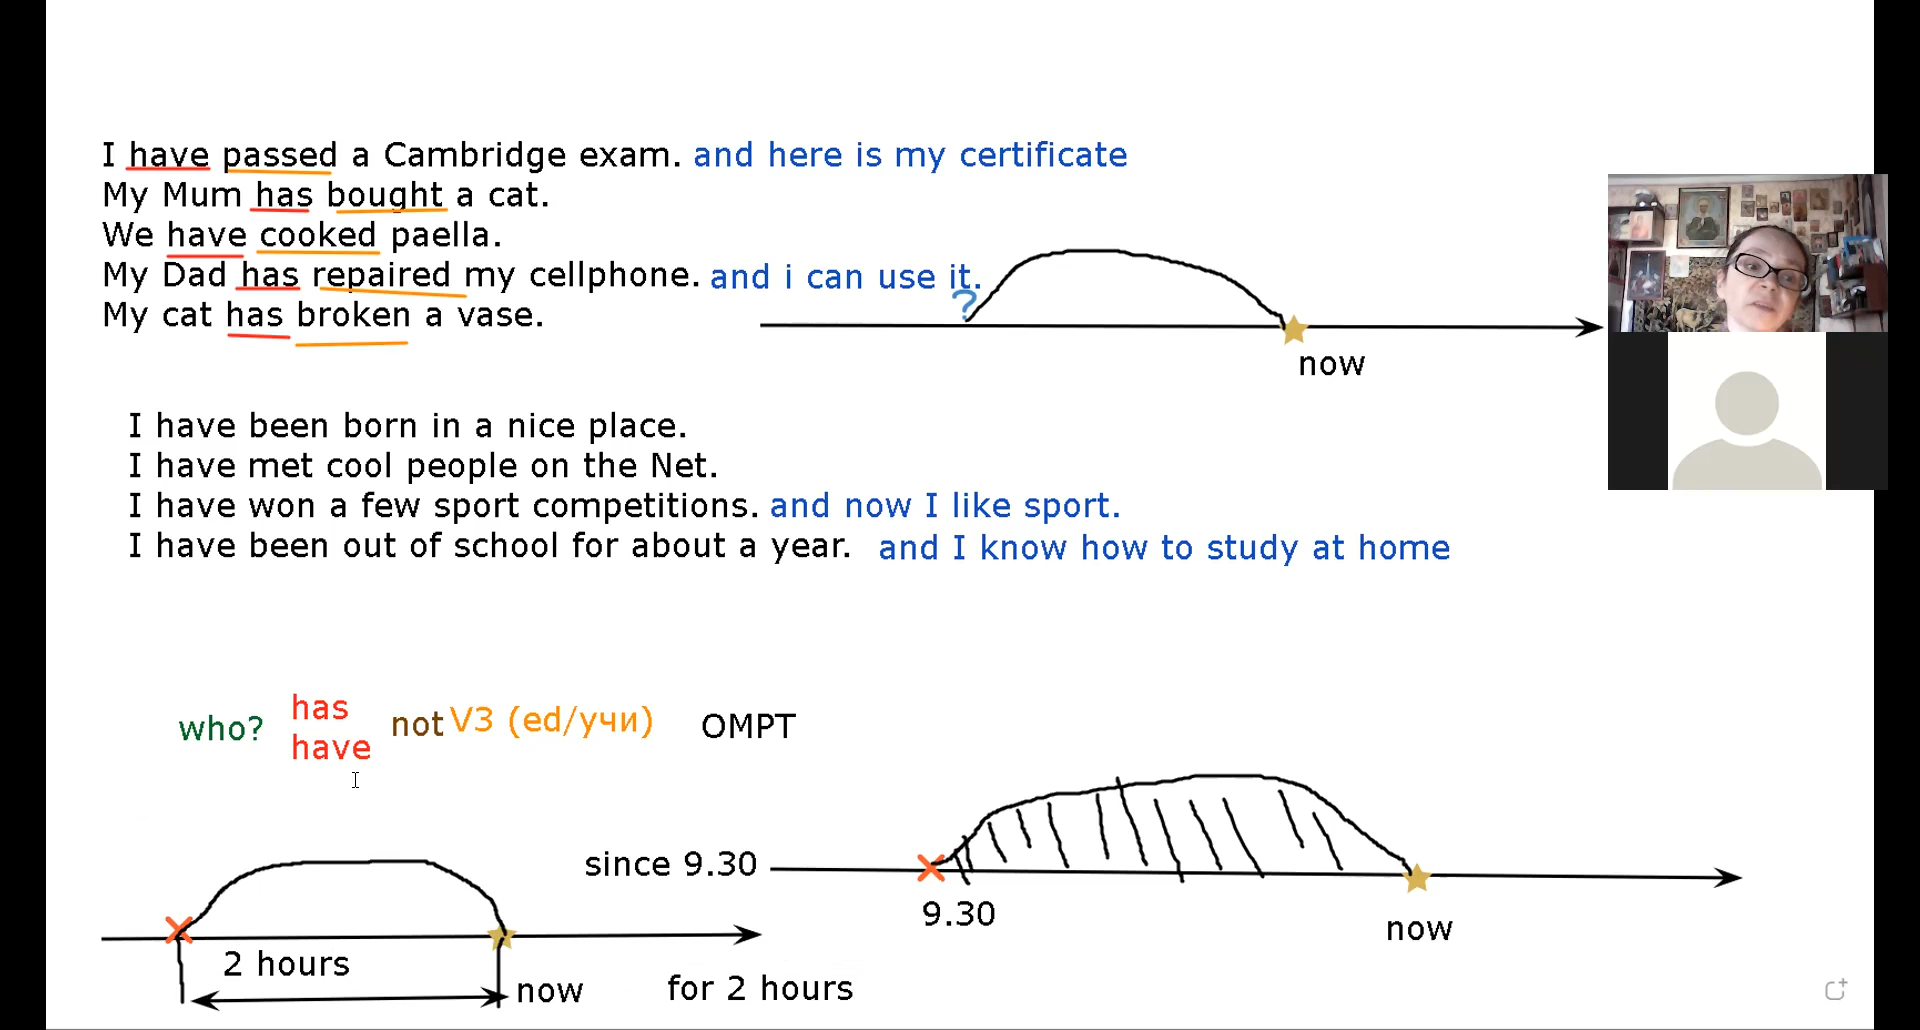 I have passed a Cambridge exam. and here is my certificate
My Mum has bought a cat.
We have cooked paella.
My Dad has repaired my cellphone. and i can use it.
?
My cat has broken a vase.
now
I have been born in a nice place.
I have met cool people on the Net.
I have won a few sport competitions. and now I like sport.
I have been out of school for about a year. and I know how to study at home
has
who? not V3 (ed/учи) OMPT
have
since 9.30
9.30
now
2 hours
now
for 2 hours